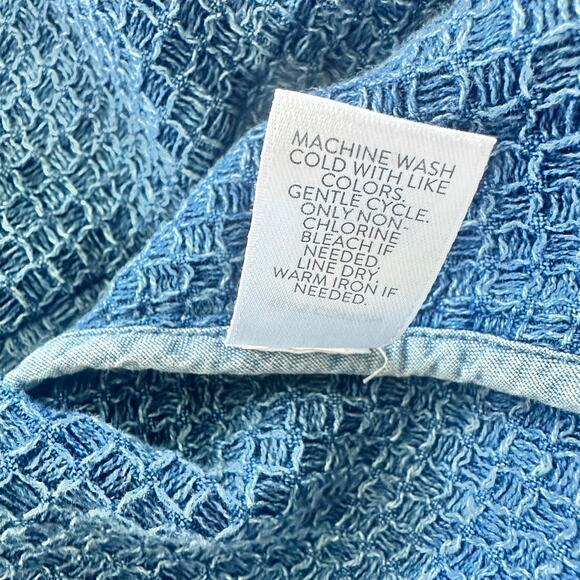 MACHINE WASH
COLD WITH LIKE
COLORS.
GENTLE CYCLE.
ONLY NON-
CHLORINE
BLEACH IF
NEEDED.
LINE DRY.
WARM IRON IF
NEEDED.